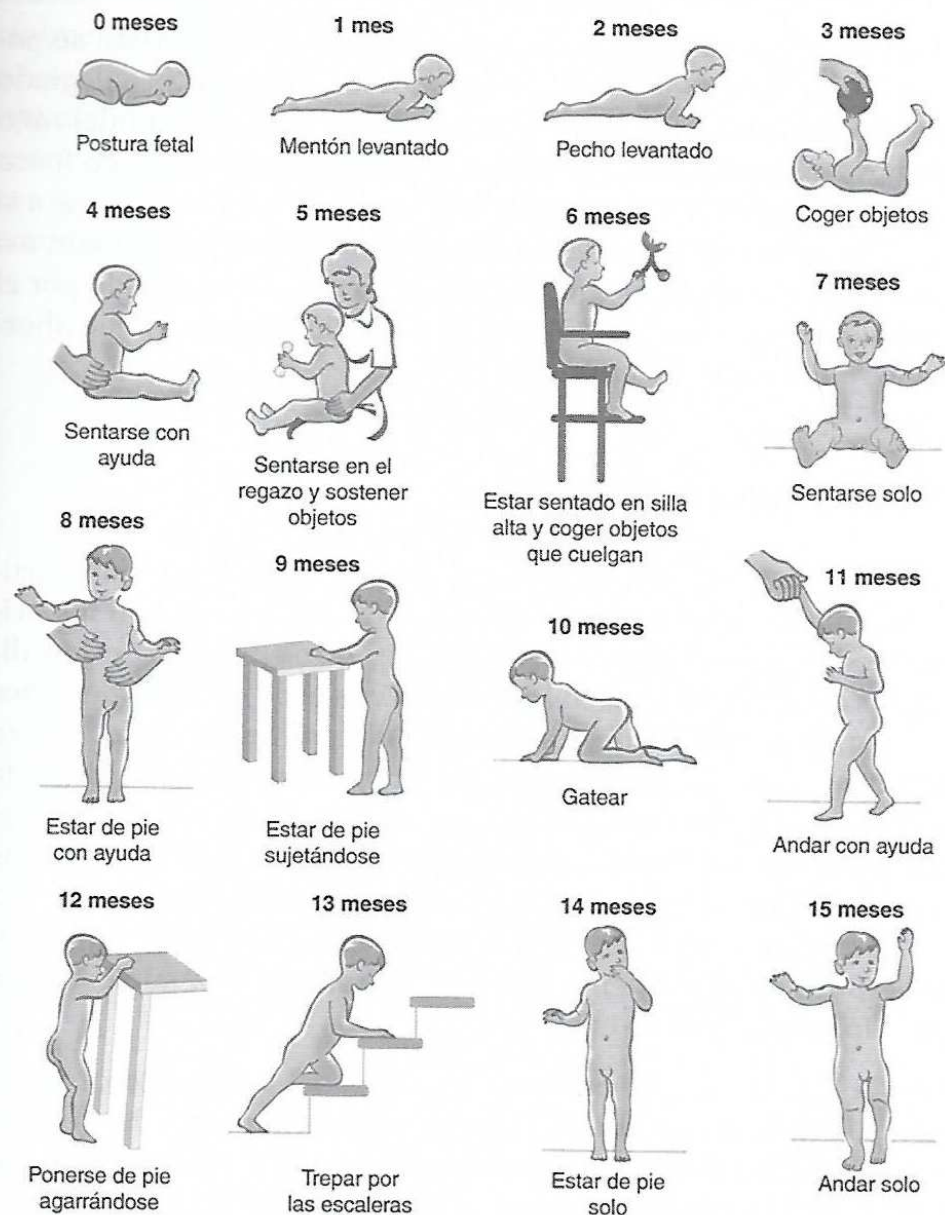 0 meses
Postura fetal
1 mes
Mentón levantado
2 meses
Pecho levantado
3 meses
Coger objetos
4 meses
Sentarse con
ayuda
5 meses
Sentarse en el
regazo y sostener
objetos
6 meses
Estar sentado en silla
alta y coger objetos
que cuelgan
7 meses
Sentarse solo
8 meses
Estar de pie
con ayuda
9 meses
Estar de pie
sujetándose
10 meses
Gatear
11 meses
Andar con ayuda
12 meses
Ponerse de pie
agarrándose
13 meses
Trepar por
las escaleras
14 meses
Estar de pie
solo
15 meses
Andar solo